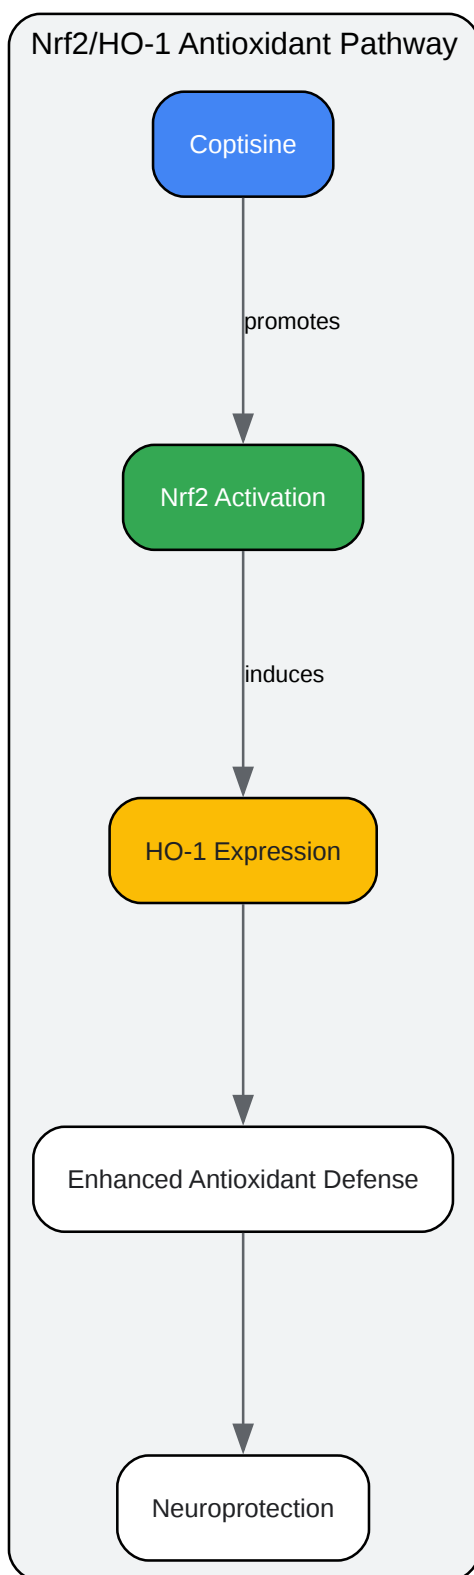 Nrf2/HO-1 Antioxidant Pathway
Coptisine
promotes
Nrf2 Activation
induces
HO-1 Expression
Enhanced Antioxidant Defense
Neuroprotection